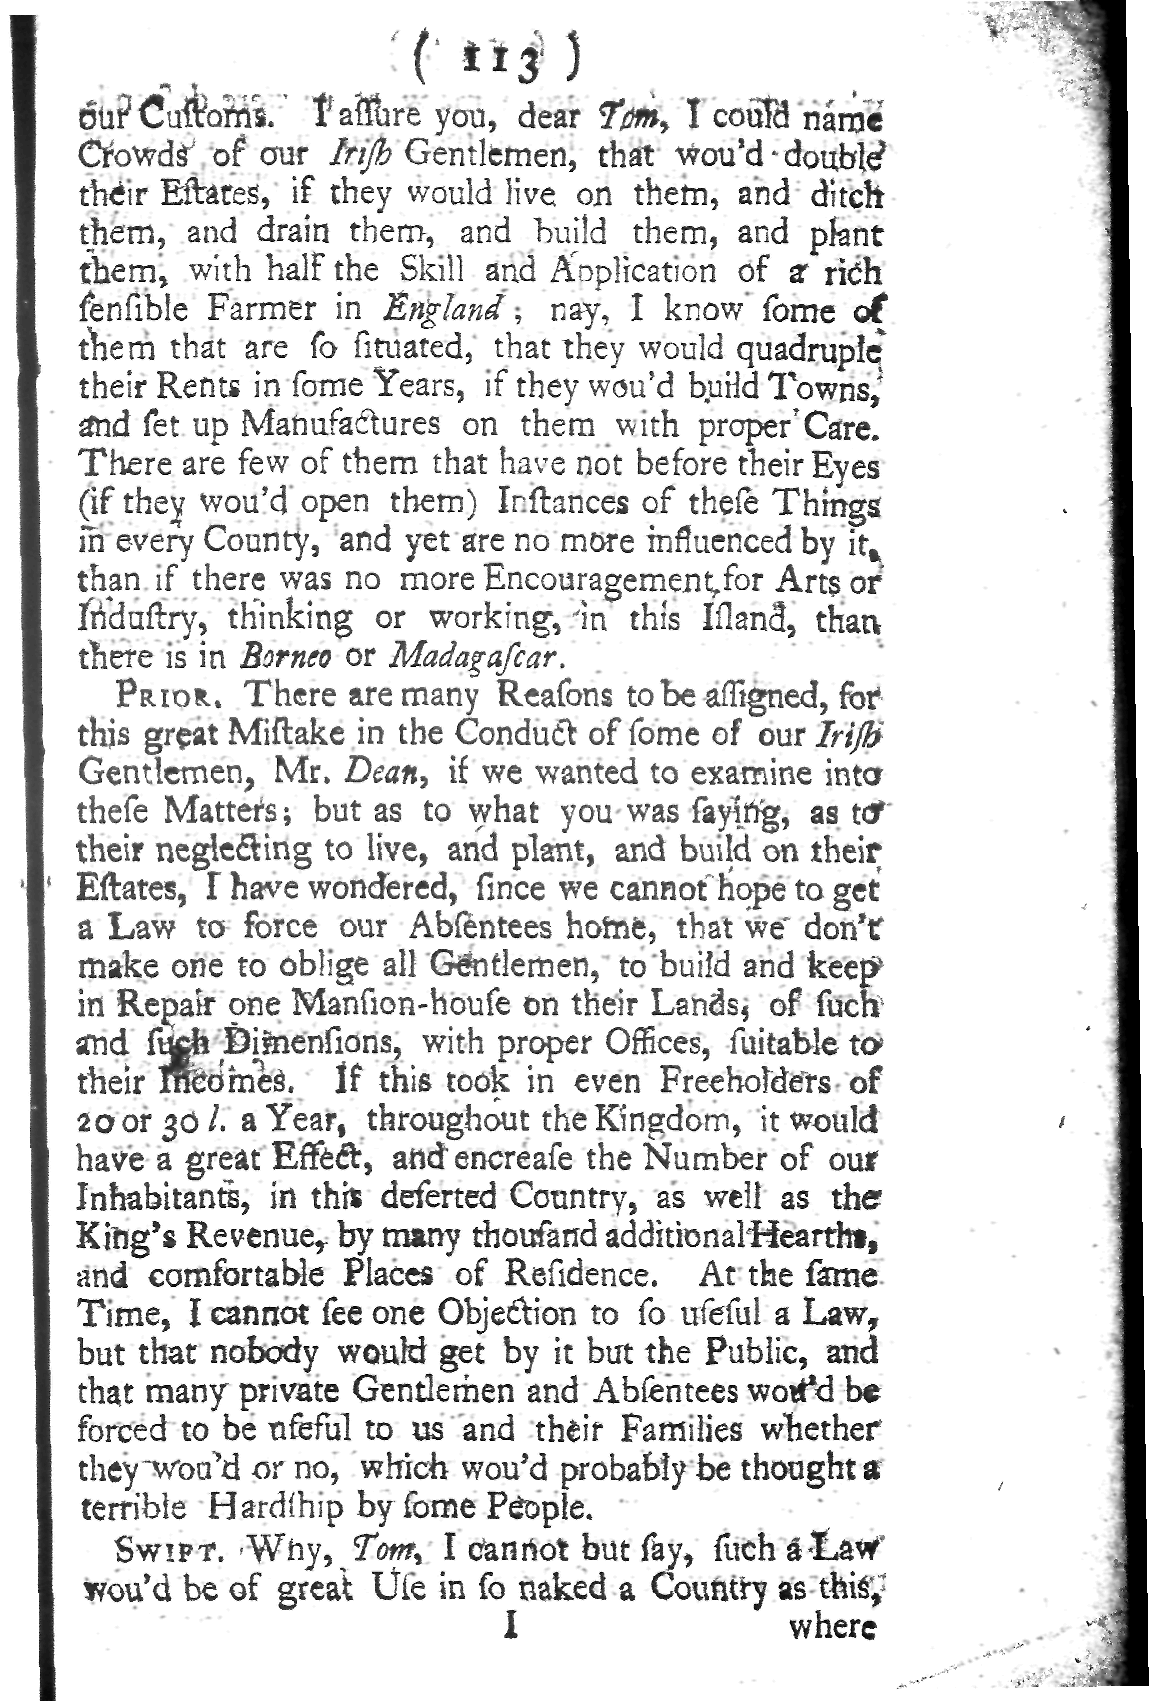 ( 113 )
our Cuſtoms. I aſſure you, dear Tom, I could name
Crowds of our Iriſh Gentlemen, that wou'd double
their Eſtates, if they would live on them, and ditch
them, and drain them, and build them, and plant
them, with half the Skill and Application of a rich
ſenſible Farmer in England; nay, I know ſome of
them that are ſo ſituated, that they would quadruple
their Rents in ſome Years, if they wou'd build Towns,
and ſet up Manufactures on them with proper Care.
There are few of them that have not before their Eyes
(if they wou'd open them) Inſtances of theſe Things
in every County, and yet are no more influenced by it,
than if there was no more Encouragement for Arts or
Induſtry, thinking or working, in this Iſland, than
there is in Borneo or Madagaſcar.
PRIOR. There are many Reaſons to be aſſigned, for
this great Miſtake in the Conduct of ſome of our Iriſh
Gentlemen, Mr. Dean, if we wanted to examine into
theſe Matters; but as to what you was ſaying, as to
their neglecting to live, and plant, and build on their
Eſtates, I have wondered, ſince we cannot hope to get
a Law to force our Abſentees home, that we don't
make one to oblige all Gentlemen, to build and keep
in Repair one Manſion-houſe on their Lands, of ſuch
and ſuch Dimenſions, with proper Offices, ſuitable to
their Incomes. If this took in even Freeholders of
20 or 30 l. a Year, throughout the Kingdom, it would
have a great Effect, and encreaſe the Number of our
Inhabitants, in this deſerted Country, as well as the
King's Revenue, by many thouſand additional Hearths,
and comfortable Places of Reſidence. At the ſame
Time, I cannot ſee one Objection to ſo uſeful a Law,
but that nobody would get by it but the Public, and
that many private Gentlemen and Abſentees wou'd be
forced to be uſeful to us and their Families whether
they wou'd or no, which wou'd probably be thought a
terrible Hardſhip by ſome People.
SWIFT. Why, Tom, I cannot but ſay, ſuch a Law
wou'd be of great Uſe in ſo naked a Country as this,
I where